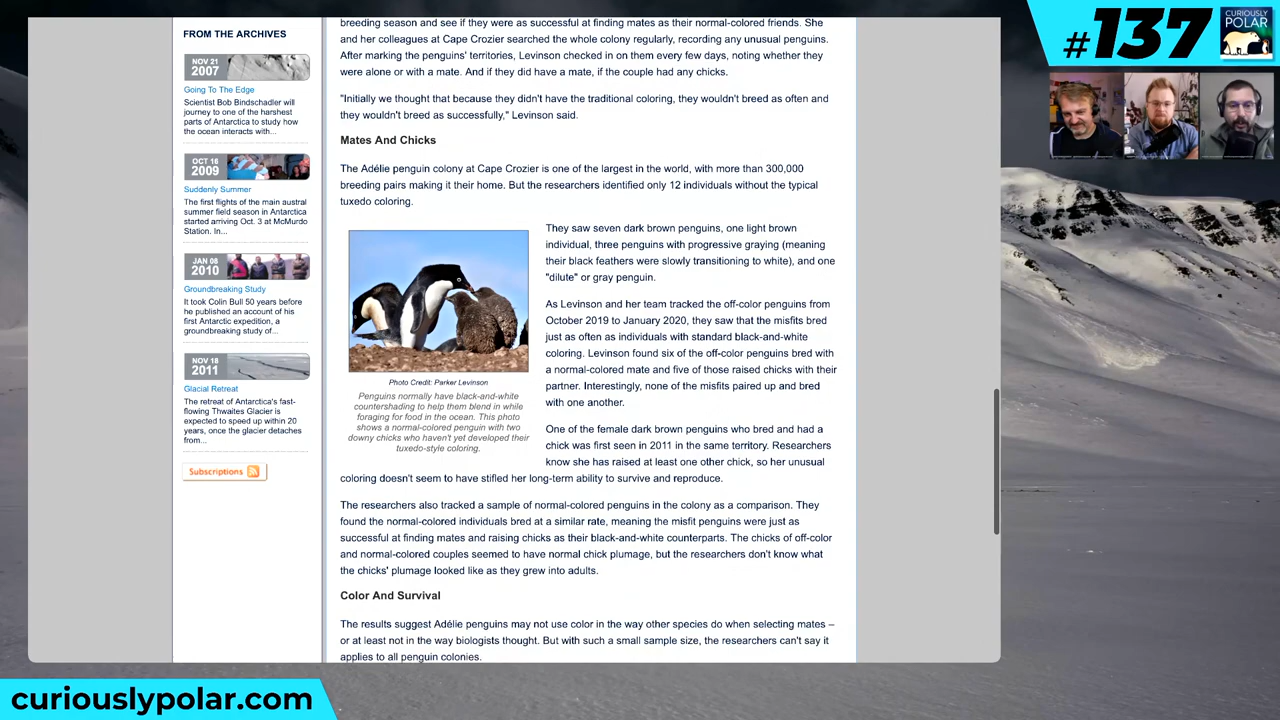 #137
CURIOUSLY
POLAR
FROM THE ARCHIVES
NOV 21
2007
Going To The Edge
Scientist Bob Bindschadler will
journey to one of the harshest
parts of Antarctica to study how
the ocean interacts with...
OCT 16
2009
Suddenly Summer
The first flights of the main austral
summer field season in Antarctica
started arriving Oct. 3 at McMurdo
Station. In...
JAN 08
2010
Groundbreaking Study
It took Colin Bull 50 years before
he published an account of his
first Antarctic expedition, a
groundbreaking study of...
NOV 18
2011
Glacial Retreat
The retreat of Antarctica's fast-
flowing Thwaites Glacier is
expected to speed up within 20
years, once the glacier detaches
from...
Subscriptions
breeding season and see if they were as successful at finding mates as their normal-colored friends. She
and her colleagues at Cape Crozier searched the whole colony regularly, recording any unusual penguins.
After marking the penguins' territories, Levinson checked in on them every few days, noting whether they
were alone or with a mate. And if they did have a mate, if the couple had any chicks.
"Initially we thought that because they didn't have the traditional coloring, they wouldn't breed as often and
they wouldn't breed as successfully," Levinson said.
Mates And Chicks
The Adélie penguin colony at Cape Crozier is one of the largest in the world, with more than 300,000
breeding pairs making it their home. But the researchers identified only 12 individuals without the typical
tuxedo coloring.
They saw seven dark brown penguins, one light brown
individual, three penguins with progressive graying (meaning
their black feathers were slowly transitioning to white), and one
"dilute" or gray penguin.
As Levinson and her team tracked the off-color penguins from
October 2019 to January 2020, they saw that the misfits bred
just as often as individuals with standard black-and-white
coloring. Levinson found six of the off-color penguins bred with
a normal-colored mate and five of those raised chicks with their
partner. Interestingly, none of the misfits paired up and bred
with one another.
Photo Credit: Parker Levinson
Penguins normally have black-and-white
countershading to help them blend in while
foraging for food in the ocean. This photo
shows a normal-colored penguin with two
downy chicks who haven't yet developed their
tuxedo-style coloring.
One of the female dark brown penguins who bred and had a
chick was first seen in 2011 in the same territory. Researchers
know she has raised at least one other chick, so her unusual
coloring doesn't seem to have stifled her long-term ability to survive and reproduce.
The researchers also tracked a sample of normal-colored penguins in the colony as a comparison. They
found the normal-colored individuals bred at a similar rate, meaning the misfit penguins were just as
successful at finding mates and raising chicks as their black-and-white counterparts. The chicks of off-color
and normal-colored couples seemed to have normal chick plumage, but the researchers don't know what
the chicks' plumage looked like as they grew into adults.
Color And Survival
The results suggest Adélie penguins may not use color in the way other species do when selecting mates –
or at least not in the way biologists thought. But with such a small sample size, the researchers can't say it
applies to all penguin colonies.
curiouslypolar.com